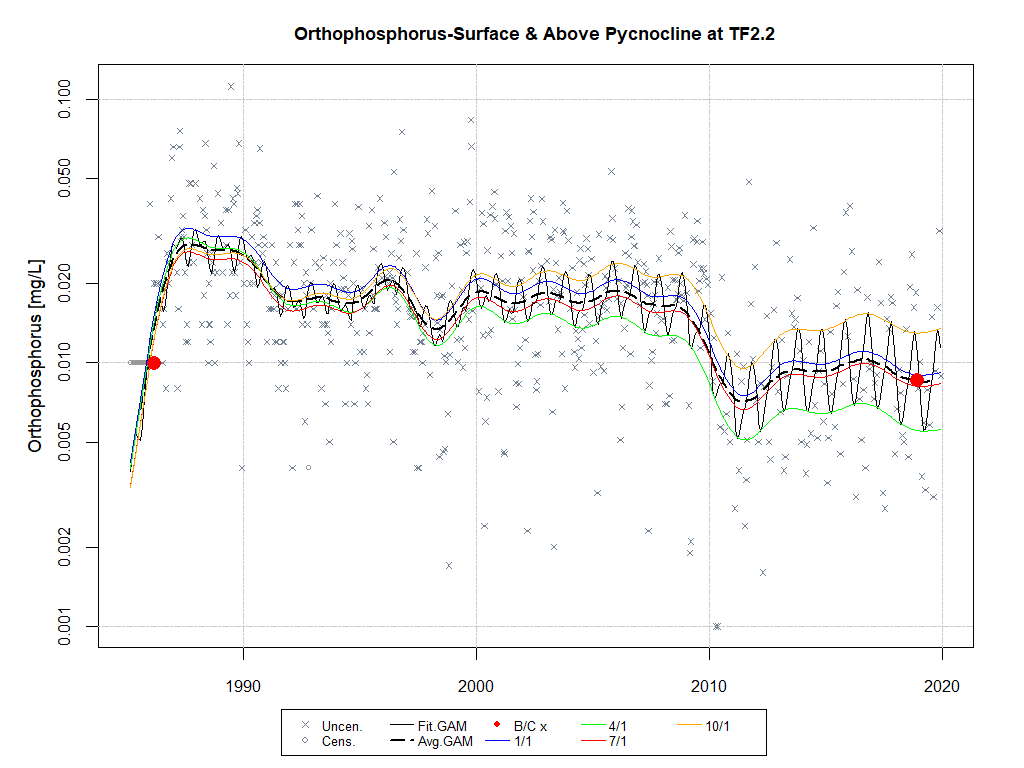 Orthophosphorus-Surface & Above Pycnocline at TF2.2
Orthophosphorus [mg/L]
0.100
0.050
0.020
0.010
0.005
0.002
0.001
1990 2000 2010 2020
Uncen. Fit.GAM B/C x 4/1 10/1
Cens. Avg.GAM 1/1 7/1